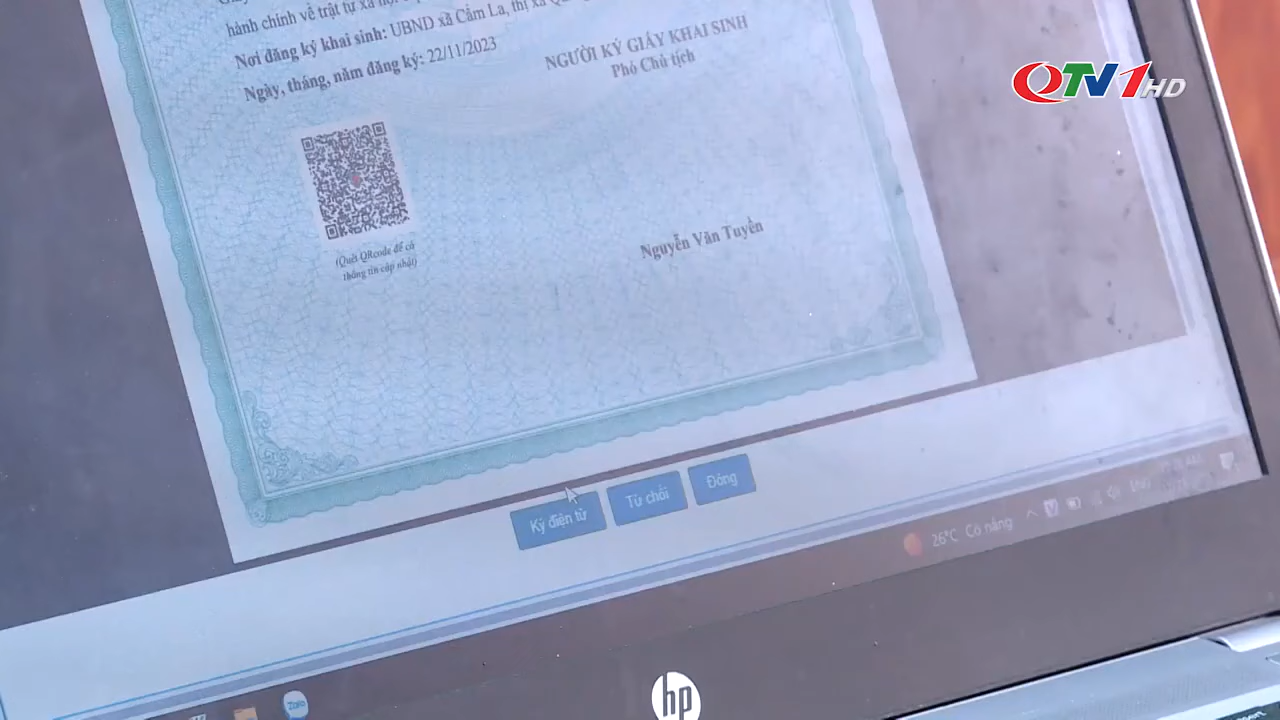 hành chính về trật tự xã hội
Nơi đăng ký khai sinh: UBND xã Cẩm La, thị xã
Ngày, tháng, năm đăng ký: 22/11/2023
NGƯỜI KÝ GIẤY KHAI SINH
Phó Chủ tịch
QTV1HD
(Quét QRcode để có
thông tin cập nhật)
Nguyễn Văn Tuyền
Ký điện tử
Từ chối
Đóng
26°C Có nắng
ENG
Zalo
hp